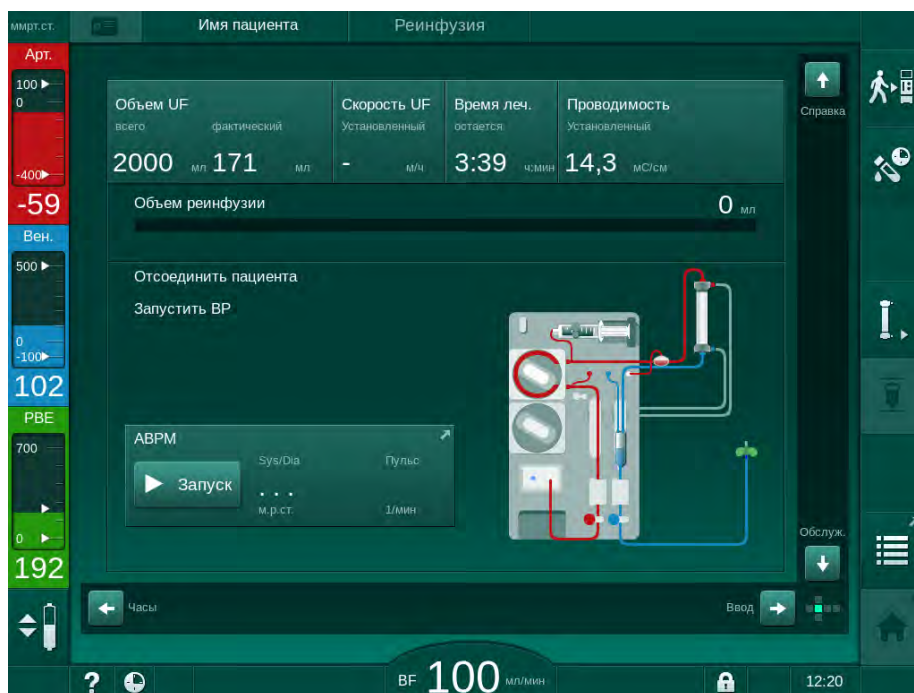 ммрт.ст.
Имя пациента
Реинфузия
Арт.
100
0
-400
-59
Вен.
500
0
-100
102
PBE
700
0
192
Объем UF
всего
фактический
2000 мл 171 мл
Скорость UF
Установленный
- м/ч
Время леч.
остается
3:39 ч:мин
Проводимость
Установленный
14,3 мС/см
Справка
Объем реинфузии
0 мл
Отсоединить пациента
Запустить BP
ABPM
Sys/Dia
Пульс
Запуск
. . .
м.р.ст.
1/мин
Обслуж.
Часы
Ввод
?
BF 100 мл/мин
12:20